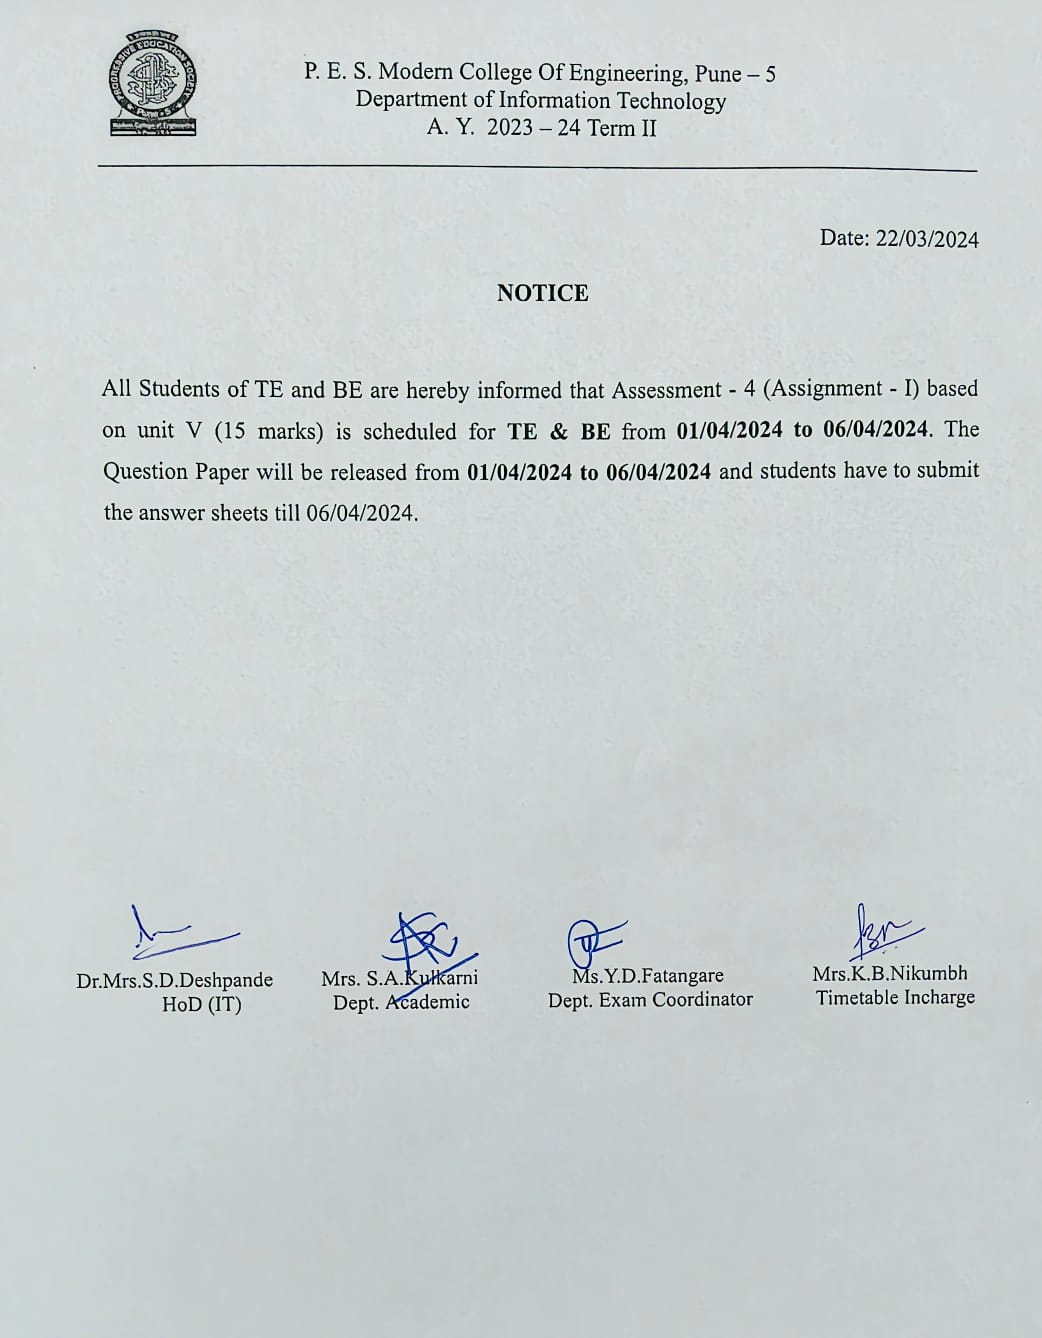 PROGRESSIVE EDUCATION SOCIETY
P. E. S. Modern College Of Engineering, Pune – 5
Department of Information Technology
A. Y. 2023 – 24 Term II
Date: 22/03/2024
NOTICE
All Students of TE and BE are hereby informed that Assessment - 4 (Assignment - I) based
on unit V (15 marks) is scheduled for TE & BE from 01/04/2024 to 06/04/2024. The
Question Paper will be released from 01/04/2024 to 06/04/2024 and students have to submit
the answer sheets till 06/04/2024.
Dr.Mrs.S.D.Deshpande
HoD (IT)
Mrs. S.A.Kulkarni
Dept. Academic
Ms.Y.D.Fatangare
Dept. Exam Coordinator
Mrs.K.B.Nikumbh
Timetable Incharge